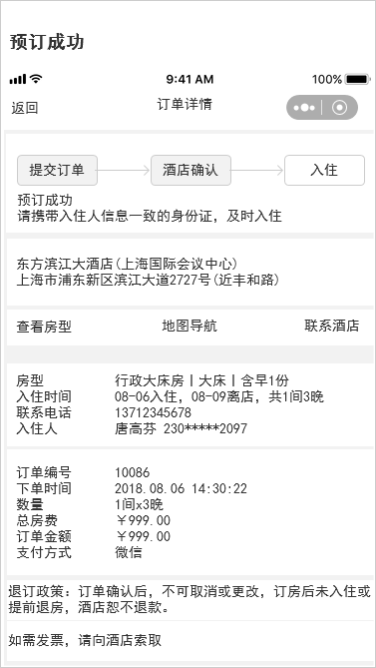 预订成功
9:41 AM 100%
返回 订单详情
提交订单 酒店确认 入住
预订成功
请携带入住人信息一致的身份证，及时入住
东方滨江大酒店(上海国际会议中心)
上海市浦东新区滨江大道2727号(近丰和路)
查看房型 地图导航 联系酒店
房型 行政大床房丨大床丨含早1份
入住时间 08-06入住，08-09离店，共1间3晚
联系电话 13712345678
入住人 唐高芬 230*****2097
订单编号 10086
下单时间 2018.08.06 14:30:22
数量 1间x3晚
总房费 ￥999.00
订单金额 ￥999.00
支付方式 微信
退订政策：订单确认后，不可取消或更改，订房后未入住或
提前退房，酒店恕不退款。
如需发票，请向酒店索取